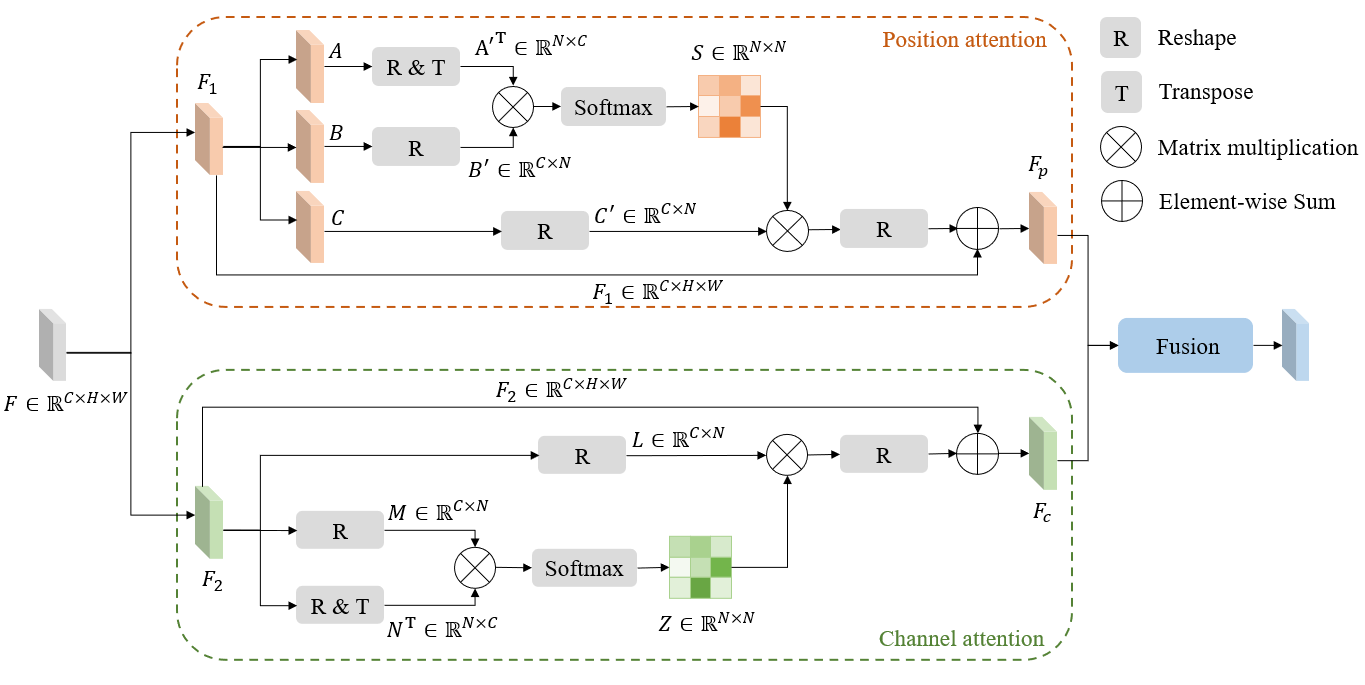 Position attention
F₁
A
R & T
A′ᵀ ∈ ℝᴺ×ᶜ
B
R
B′ ∈ ℝᶜ×ᴺ
Softmax
S ∈ ℝᴺ×ᴺ
C
R
C′ ∈ ℝᶜ×ᴺ
R
Fₚ
F₁ ∈ ℝᶜ×ᴴ×ᵂ
R
Reshape
T
Transpose
Matrix multiplication
Element-wise Sum
F ∈ ℝᶜ×ᴴ×ᵂ
Fusion
F₂ ∈ ℝᶜ×ᴴ×ᵂ
R
L ∈ ℝᶜ×ᴺ
R
F_c
F₂
R
M ∈ ℝᶜ×ᴺ
R & T
Nᵀ ∈ ℝᴺ×ᶜ
Softmax
Z ∈ ℝᴺ×ᴺ
Channel attention